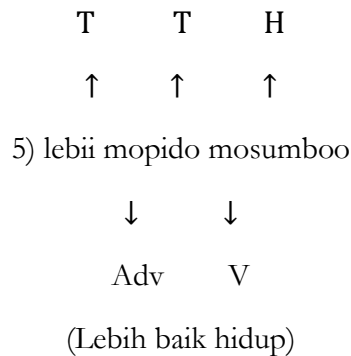 T T H
↑ ↑ ↑
5) lebii mopido mosumboo
↓ ↓
Adv V
(Lebih baik hidup)